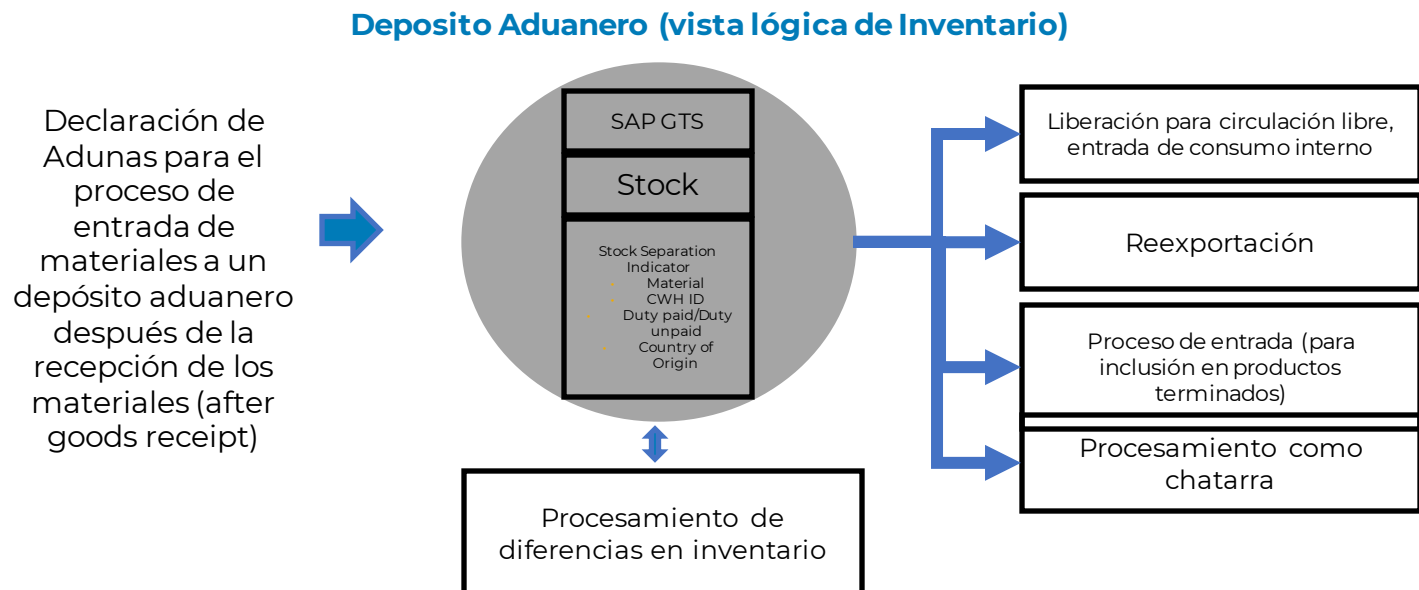 Deposito Aduanero (vista lógica de Inventario)
Declaración de
Adunas para el
proceso de
entrada de
materiales a un
depósito aduanero
después de la
recepción de los
materiales (after
goods receipt)
SAP GTS
Stock
Stock Separation
Indicator
• Material
• CWH ID
• Duty paid/Duty
unpaid
• Country of
Origin
Procesamiento de
diferencias en inventario
Liberación para circulación libre,
entrada de consumo interno
Reexportación
Proceso de entrada (para
inclusión en productos
terminados)
Procesamiento como
chatarra